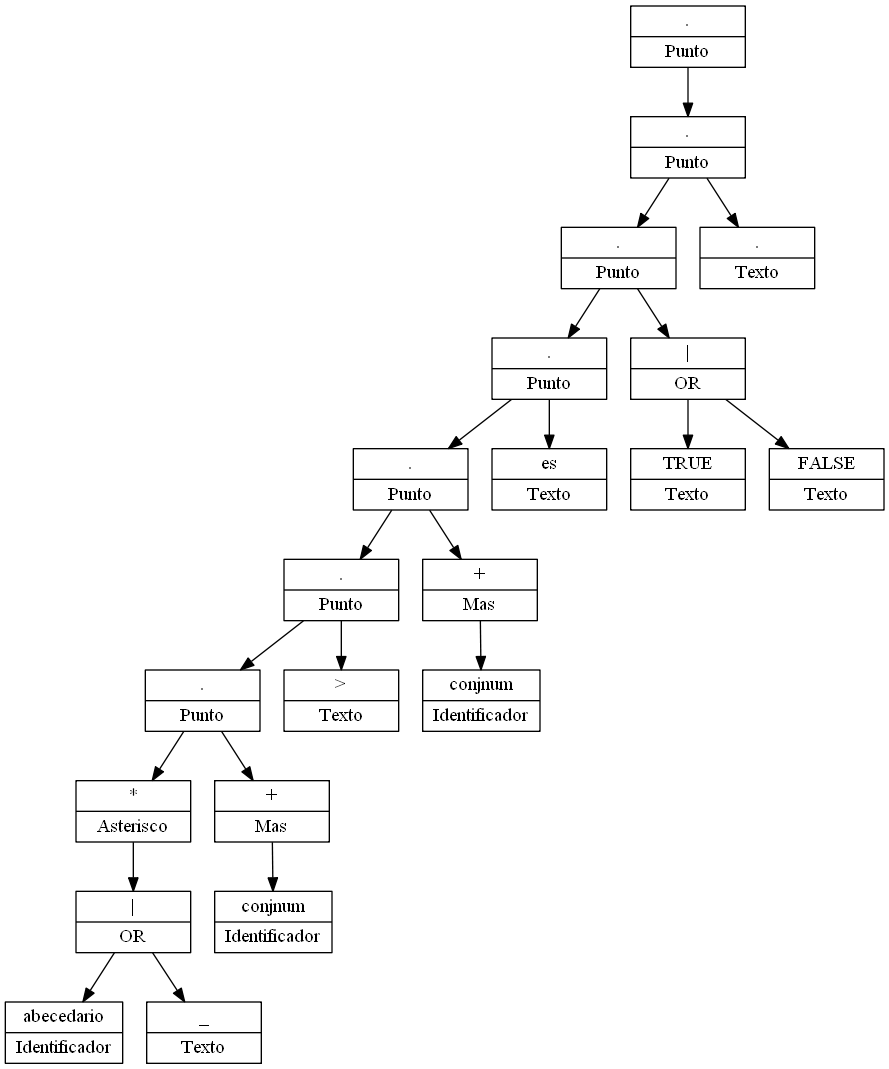 .
Punto
.
Punto
.
Punto
.
Texto
.
Punto
|
OR
.
Punto
es
Texto
TRUE
Texto
FALSE
Texto
.
Punto
+
Mas
.
Punto
>
Texto
conjnum
Identificador
*
Asterisco
+
Mas
|
OR
conjnum
Identificador
abecedario
Identificador
_
Texto